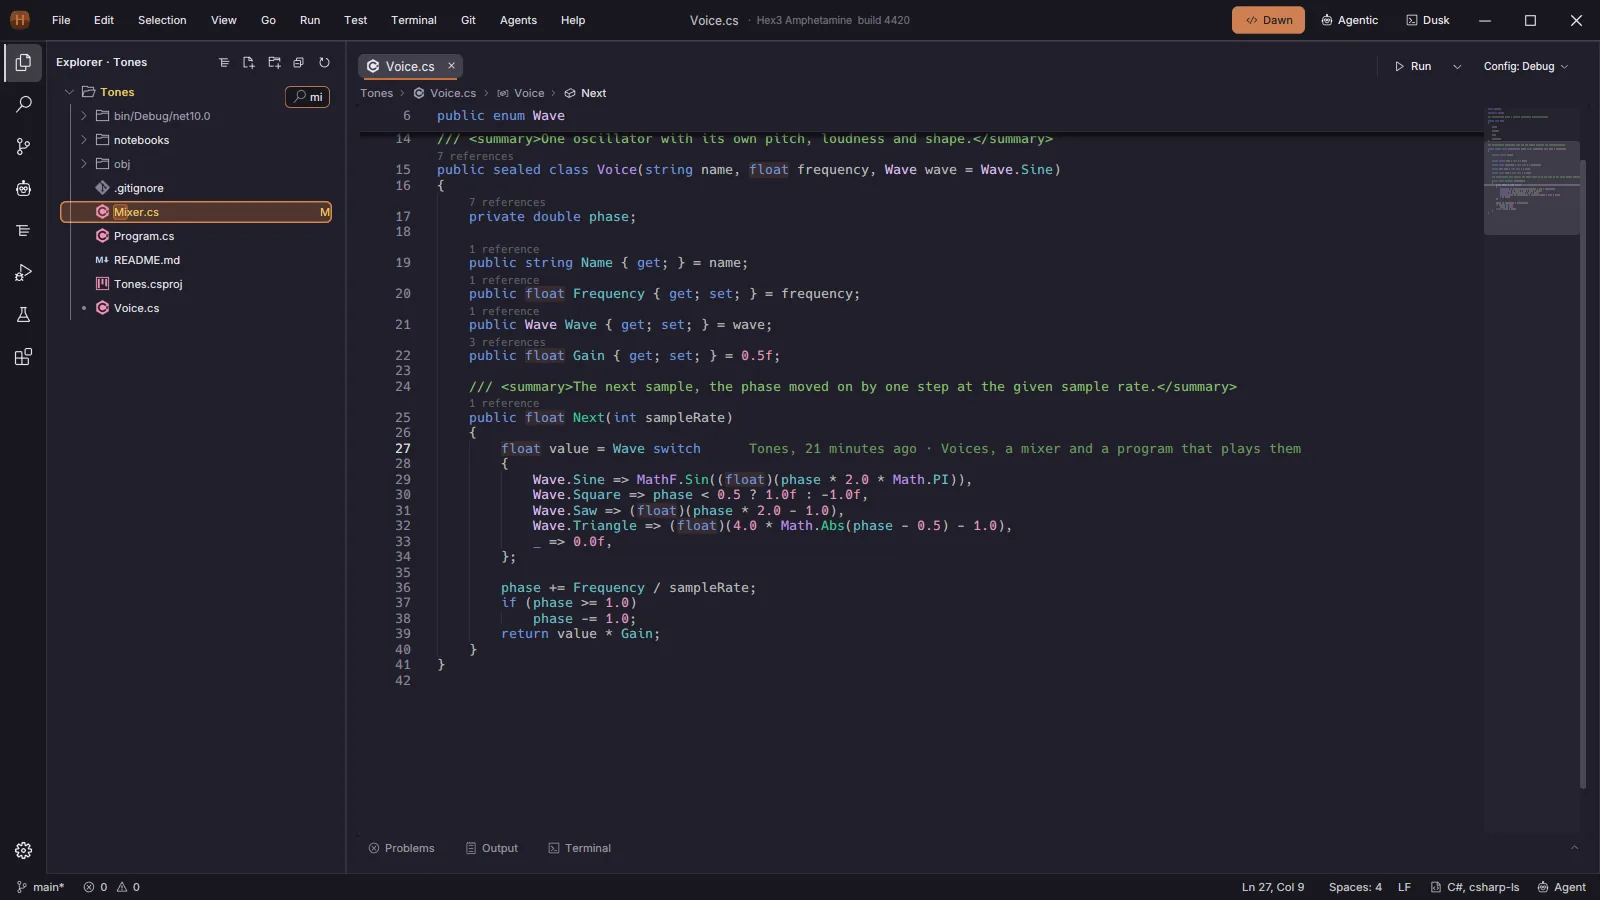 H File Edit Selection View Go Run Test Terminal Git Agents Help Voice.cs · Hex3 Amphetamine build 4420 Dawn Agentic Dusk
Explorer · Tones
Tones
mi
bin/Debug/net10.0
notebooks
obj
.gitignore
Mixer.cs M
Program.cs
README.md
Tones.csproj
Voice.cs
Voice.cs
Run Config: Debug
Tones > Voice.cs > Voice > Next
6 public enum Wave
14 /// <summary>One oscillator with its own pitch, loudness and shape.</summary>
7 references
15 public sealed class Voice(string name, float frequency, Wave wave = Wave.Sine)
16 {
7 references
17 private double phase;
18
1 reference
19 public string Name { get; } = name;
1 reference
20 public float Frequency { get; set; } = frequency;
1 reference
21 public Wave Wave { get; set; } = wave;
3 references
22 public float Gain { get; set; } = 0.5f;
23
24 /// <summary>The next sample, the phase moved on by one step at the given sample rate.</summary>
1 reference
25 public float Next(int sampleRate)
26 {
27 float value = Wave switch Tones, 21 minutes ago · Voices, a mixer and a program that plays them
28 {
29 Wave.Sine => MathF.Sin((float)(phase * 2.0 * Math.PI)),
30 Wave.Square => phase < 0.5 ? 1.0f : -1.0f,
31 Wave.Saw => (float)(phase * 2.0 - 1.0),
32 Wave.Triangle => (float)(4.0 * Math.Abs(phase - 0.5) - 1.0),
33 _ => 0.0f,
34 };
35
36 phase += Frequency / sampleRate;
37 if (phase >= 1.0)
38 phase -= 1.0;
39 return value * Gain;
40 }
41 }
42
Problems Output Terminal
main* 0 0 Ln 27, Col 9 Spaces: 4 LF C#, csharp-ls Agent